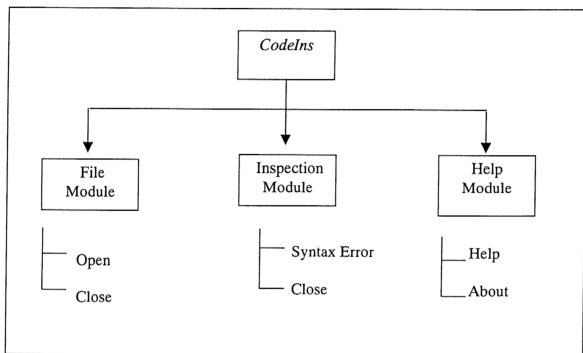 CodeIns
File
Module
Inspection
Module
Help
Module
Open
Close
Syntax Error
Close
Help
About